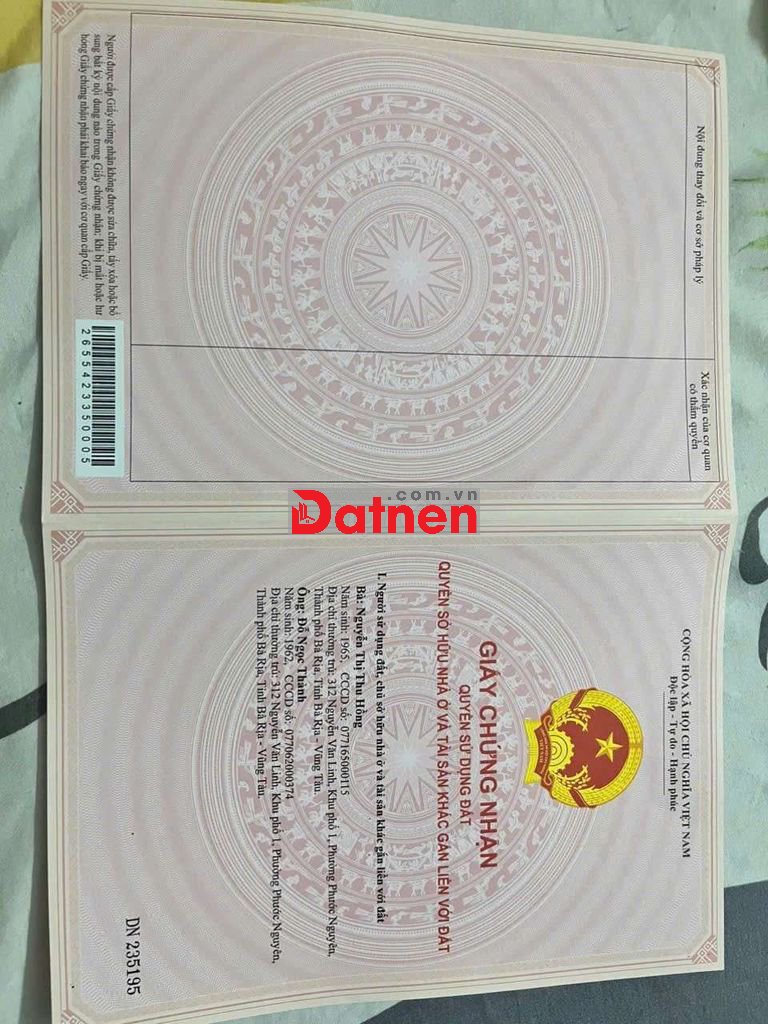 Nội dung thay đổi và cơ sở pháp lý
Xác nhận của cơ quan
có thẩm quyền
Người được cấp Giấy chứng nhận không được sửa chữa, tẩy xóa hoặc bổ
sung bất kỳ nội dung nào trong Giấy chứng nhận; khi bị mất hoặc hư
hỏng Giấy chứng nhận phải khai báo ngay với cơ quan cấp Giấy.
2655423350005
.com.vn
Datnen
CỘNG HÒA XÃ HỘI CHỦ NGHĨA VIỆT NAM
Độc lập - Tự do - Hạnh phúc
GIẤY CHỨNG NHẬN
QUYỀN SỬ DỤNG ĐẤT
QUYỀN SỞ HỮU NHÀ Ở VÀ TÀI SẢN KHÁC GẮN LIỀN VỚI ĐẤT
I. Người sử dụng đất, chủ sở hữu nhà ở và tài sản khác gắn liền với đất
Bà: Nguyễn Thị Thu Hồng
Năm sinh: 1965, CCCD số: 077165000115
Địa chỉ thường trú: 312 Nguyễn Văn Linh, Khu phố 1, Phường Phước Nguyên,
Thành phố Bà Rịa, Tỉnh Bà Rịa - Vũng Tàu.
Ông: Đỗ Ngọc Thành
Năm sinh: 1962, CCCD số: 077062000374
Địa chỉ thường trú: 312 Nguyễn Văn Linh, Khu phố 1, Phường Phước Nguyên,
Thành phố Bà Rịa, Tỉnh Bà Rịa - Vũng Tàu.
DN 235195